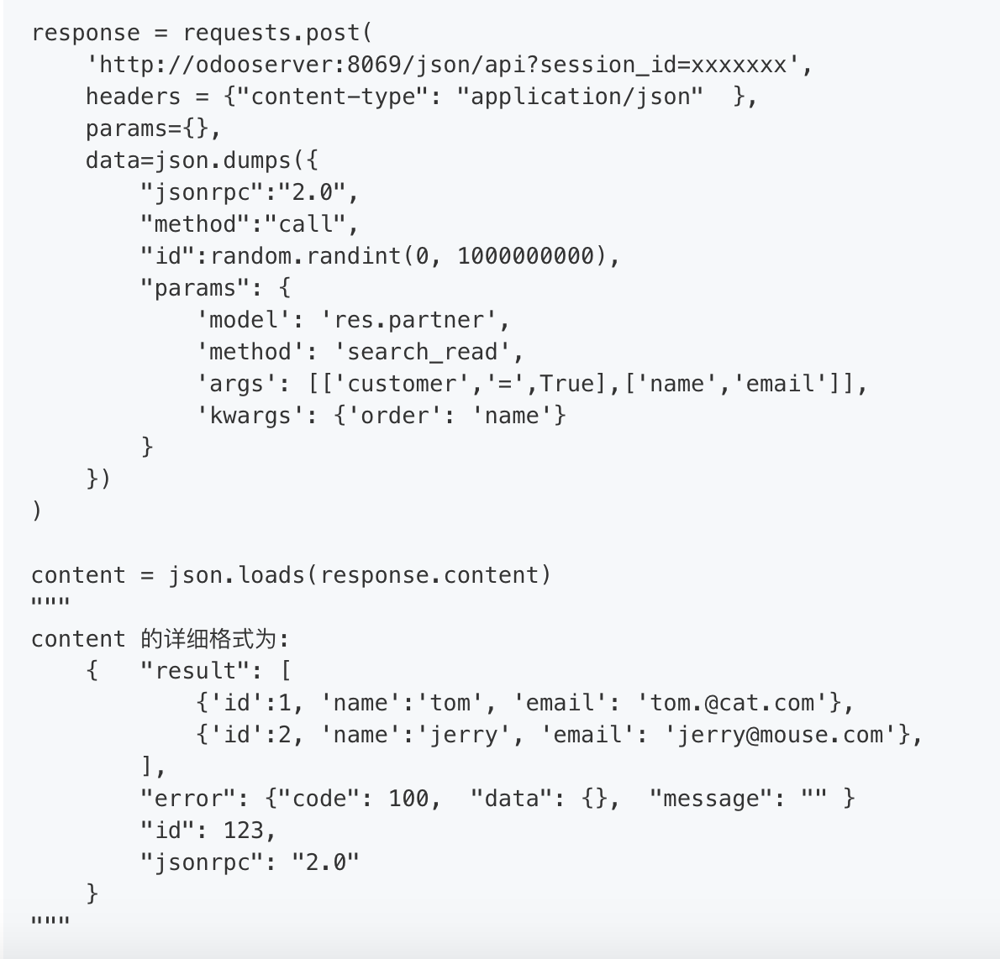 response = requests.post(
    'http://odooserver:8069/json/api?session_id=xxxxxxx',
    headers = {"content-type": "application/json"  },
    params={},
    data=json.dumps({
        "jsonrpc":"2.0",
        "method":"call",
        "id":random.randint(0, 1000000000),
        "params": {
            'model': 'res.partner',
            'method': 'search_read',
            'args': [['customer','=',True],['name','email']],
            'kwargs': {'order': 'name'}
        }
    })
)

content = json.loads(response.content)
"""
content 的详细格式为:
    {   "result": [
            {'id':1, 'name':'tom', 'email': 'tom.@cat.com'},
            {'id':2, 'name':'jerry', 'email': 'jerry@mouse.com'},
        ],
        "error": {"code": 100,  "data": {},  "message": "" }
        "id": 123,
        "jsonrpc": "2.0"
    }
"""